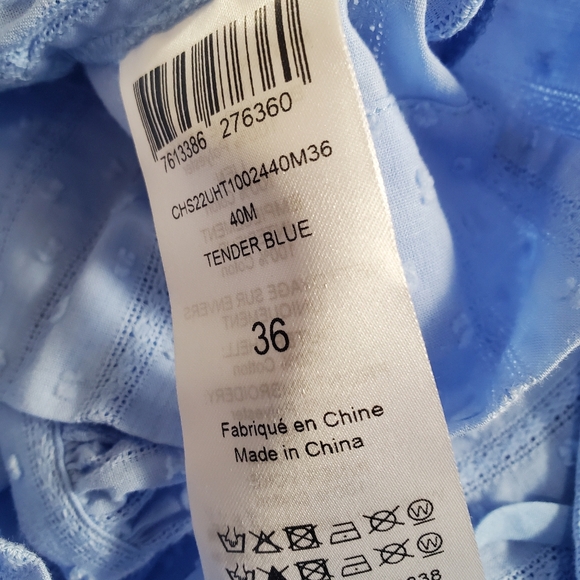 7613386 276360
CHS22UHT1002440M36
40M
TENDER BLUE
36
Fabriqué en Chine
Made in China